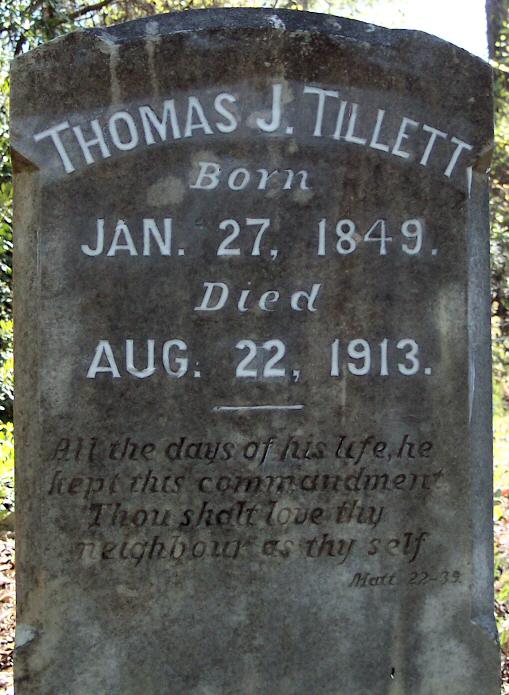 THOMAS J. TILLETT,
Born
JAN. 27, 1849.
Died
AUG. 22, 1913.
All the days of his life, he
kept this commandment
Thou shalt love thy
neighbour as thy self
Matt 22-39.